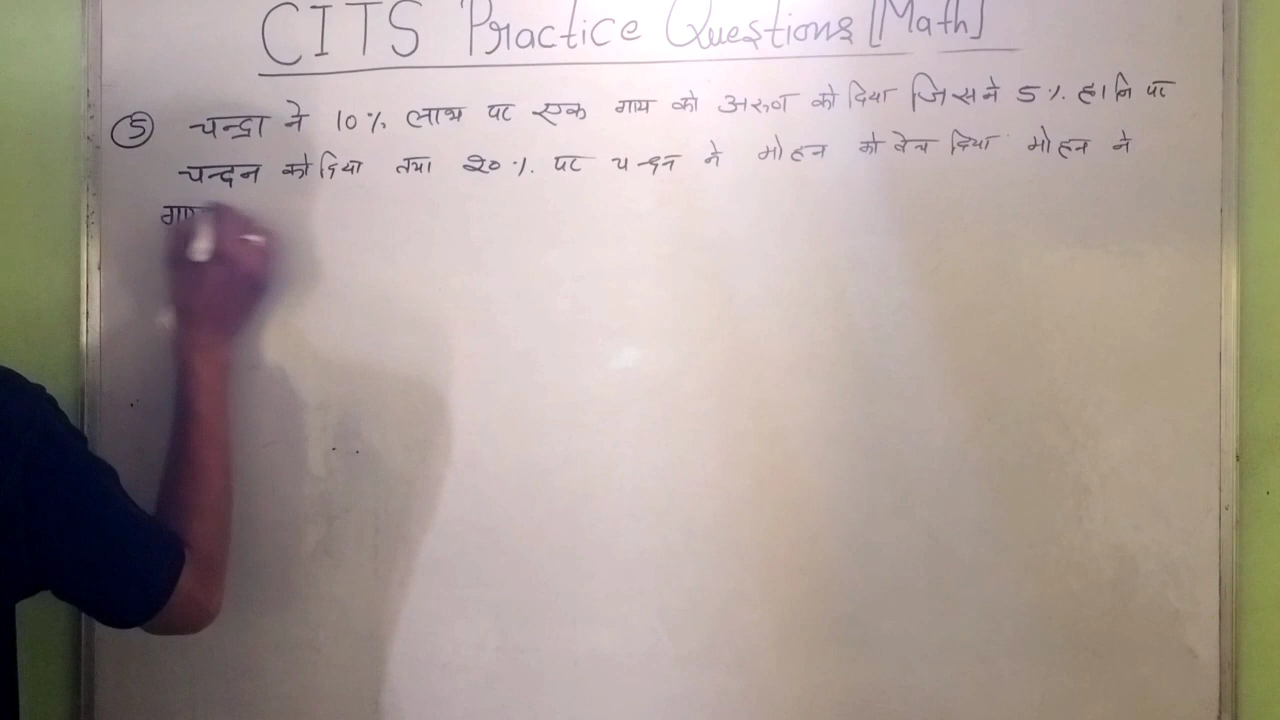 CITS Practice Questions [Math]
(5) चन्द्रा ने 10% लाभ पर एक गाय को अरुण को दिया जिसने 5% हानि पर
चन्दन को दिया तथा 20% पर चन्दन ने मोहन को बेच दिया मोहन ने